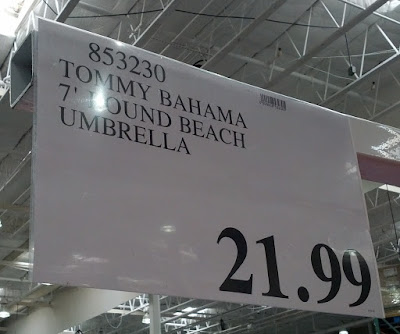 853230
TOMMY BAHAMA
7' ROUND BEACH
UMBRELLA
21.99